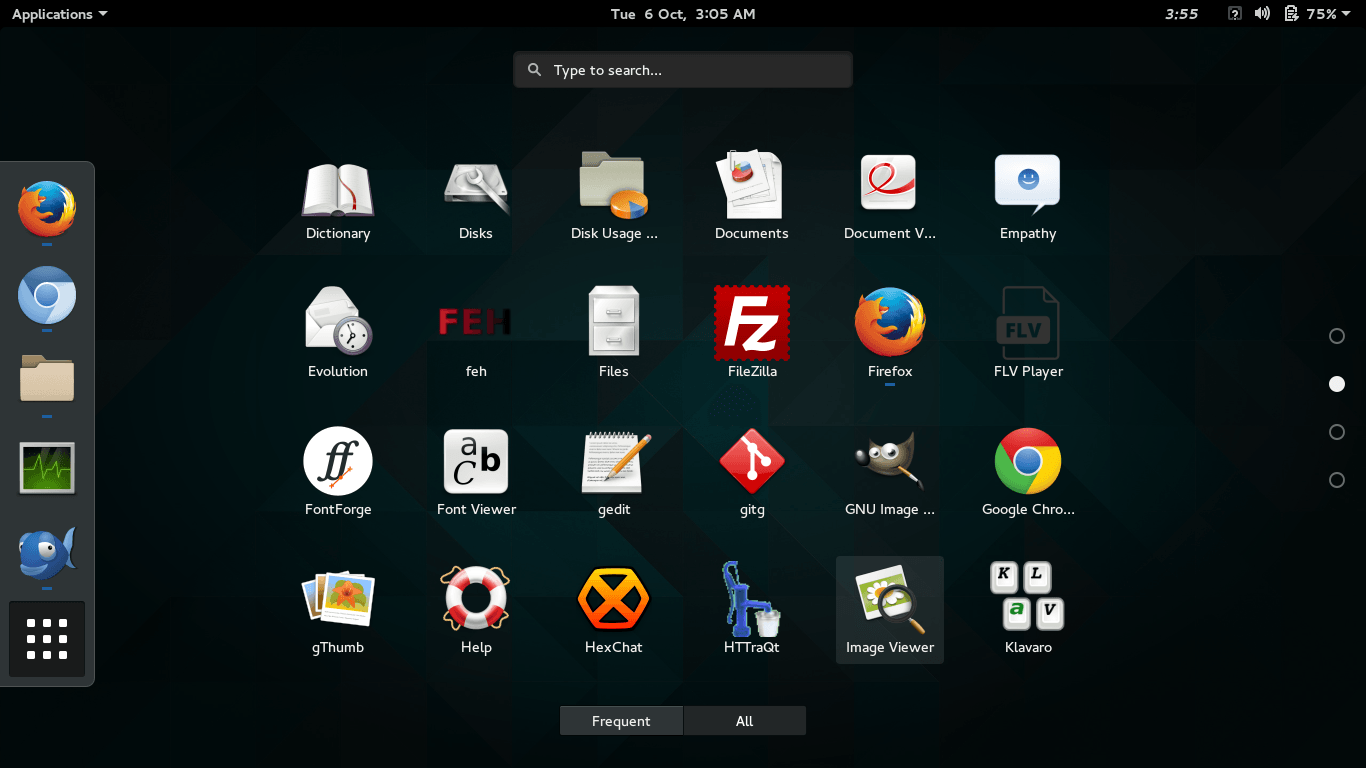 Applications
Tue 6 Oct, 3:05 AM
3:55
75%
Type to search...
Dictionary
Disks
Disk Usage ...
Documents
Document V...
Empathy
FEH
FLV
Evolution
feh
Files
Fz
FileZilla
Firefox
FLV Player
ff
a
b
C
FontForge
Font Viewer
gedit
gitg
GNU Image ...
Google Chro...
K
L
a
V
gThumb
Help
HexChat
HTTraQt
Image Viewer
Klavaro
Frequent
All